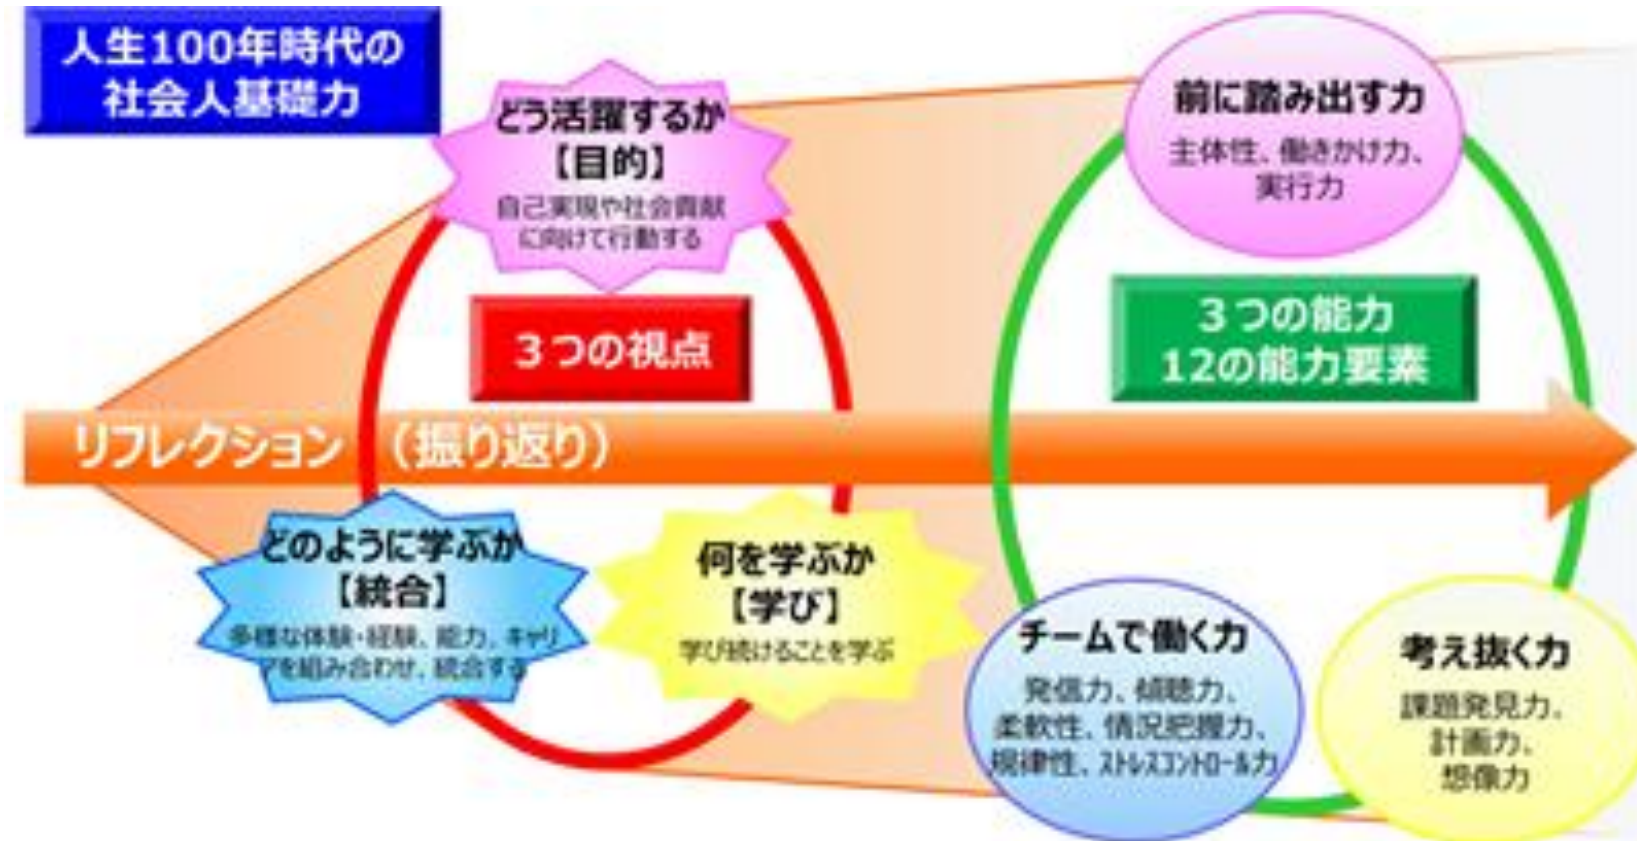 人生100年時代の
社会人基礎力
どう活躍するか
【目的】
自己実現や社会貢献
に向けて行動する
3つの視点
前に踏み出す力
主体性、働きかけ力、
実行力
3つの能力
12の能力要素
リフレクション （振り返り）
どのように学ぶか
【統合】
多様な体験・経験、能力、キャリ
アを組み合わせ、統合する
何を学ぶか
【学び】
学び続けることを学ぶ
チームで働く力
発信力、傾聴力、
柔軟性、情況把握力、
規律性、ストレスコントロール力
考え抜く力
課題発見力、
計画力、
想像力